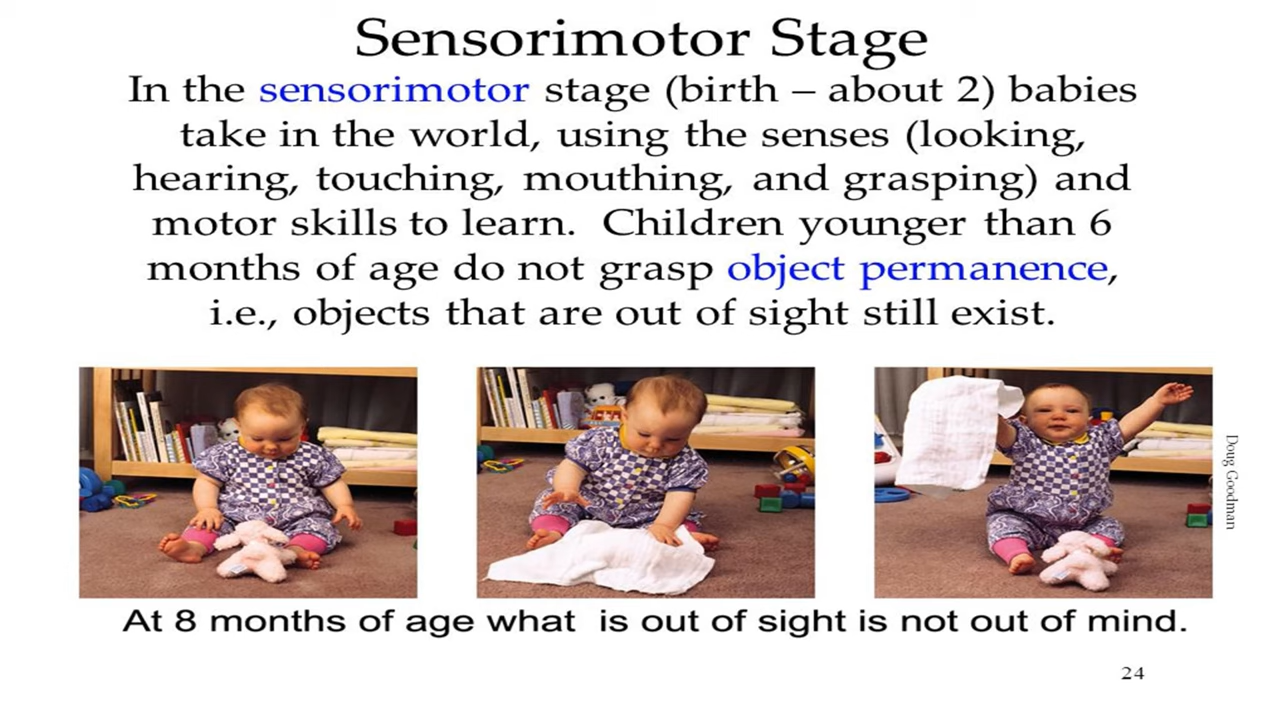 Sensorimotor Stage
In the sensorimotor stage (birth – about 2) babies
take in the world, using the senses (looking,
hearing, touching, mouthing, and grasping) and
motor skills to learn. Children younger than 6
months of age do not grasp object permanence,
i.e., objects that are out of sight still exist.
Doug Goodman
At 8 months of age what is out of sight is not out of mind.
24